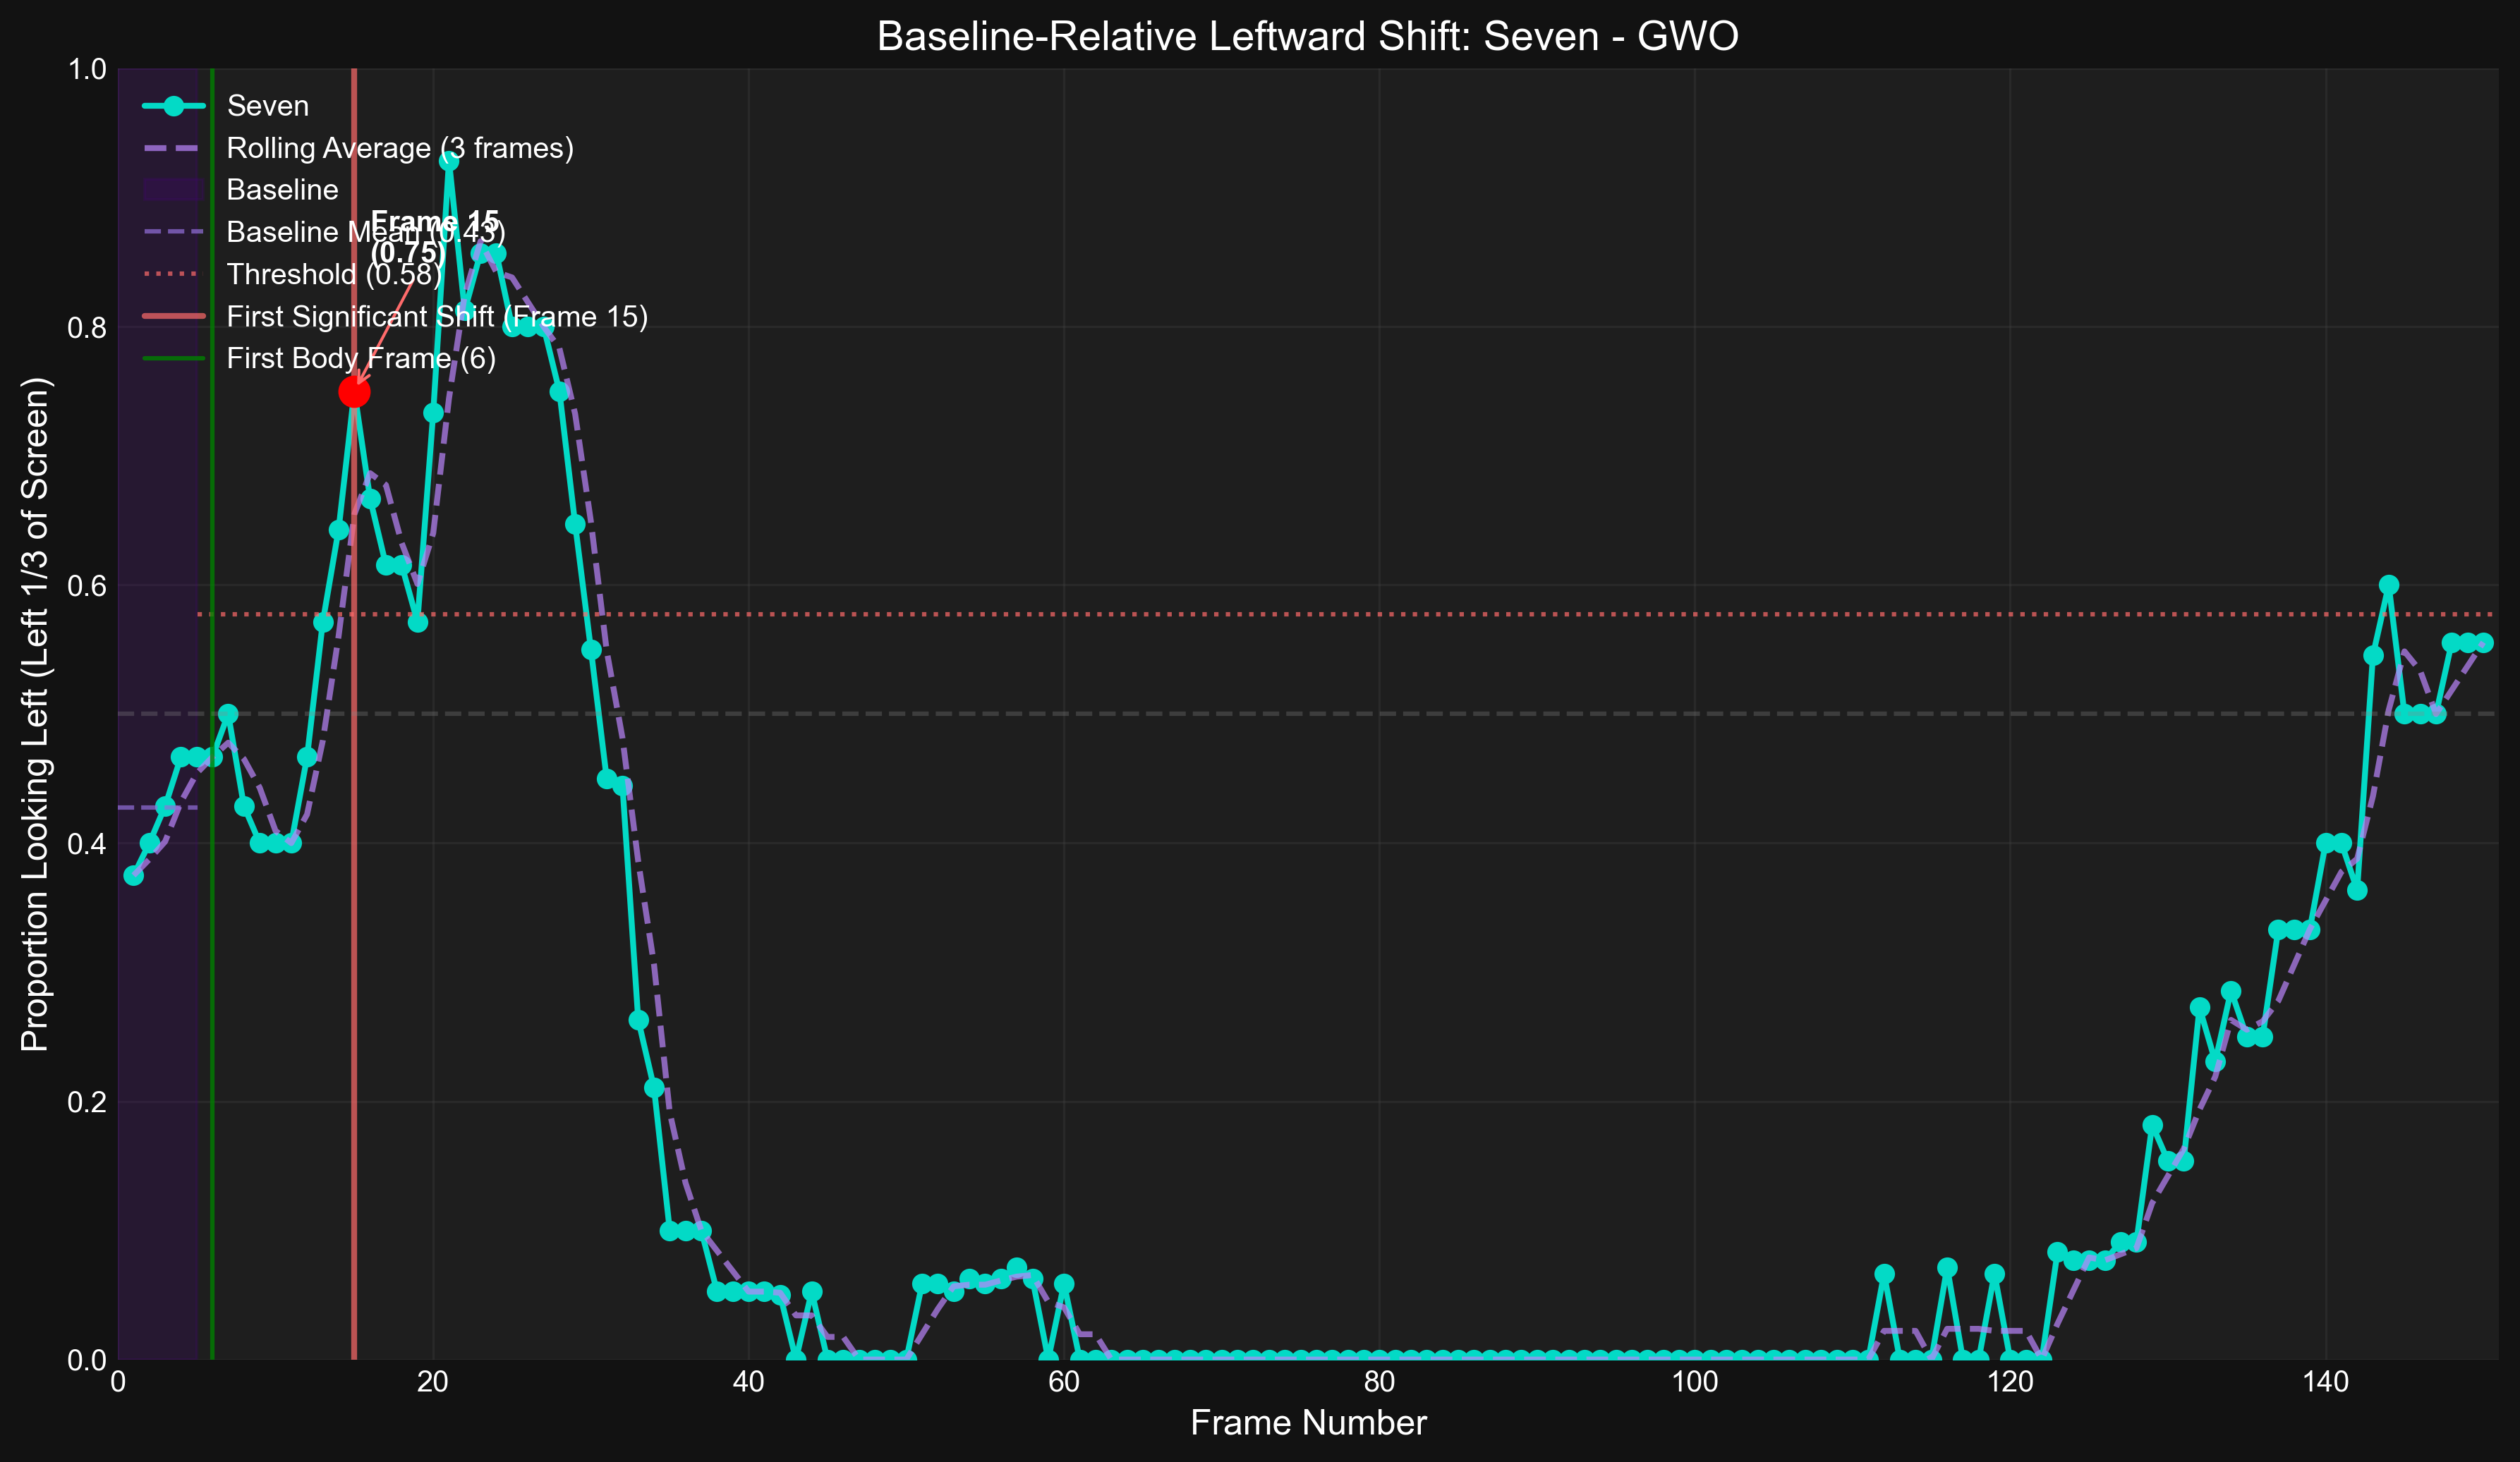 Baseline-Relative Leftward Shift: Seven - GWO
Proportion Looking Left (Left 1/3 of Screen)
1.0
0.8
0.6
0.4
0.2
0.0
Seven
Rolling Average (3 frames)
Baseline
Baseline Mean (0.43)
Threshold (0.58)
First Significant Shift (Frame 15)
First Body Frame (6)
Frame 15
(0.75)
0
20
40
60
80
100
120
140
Frame Number